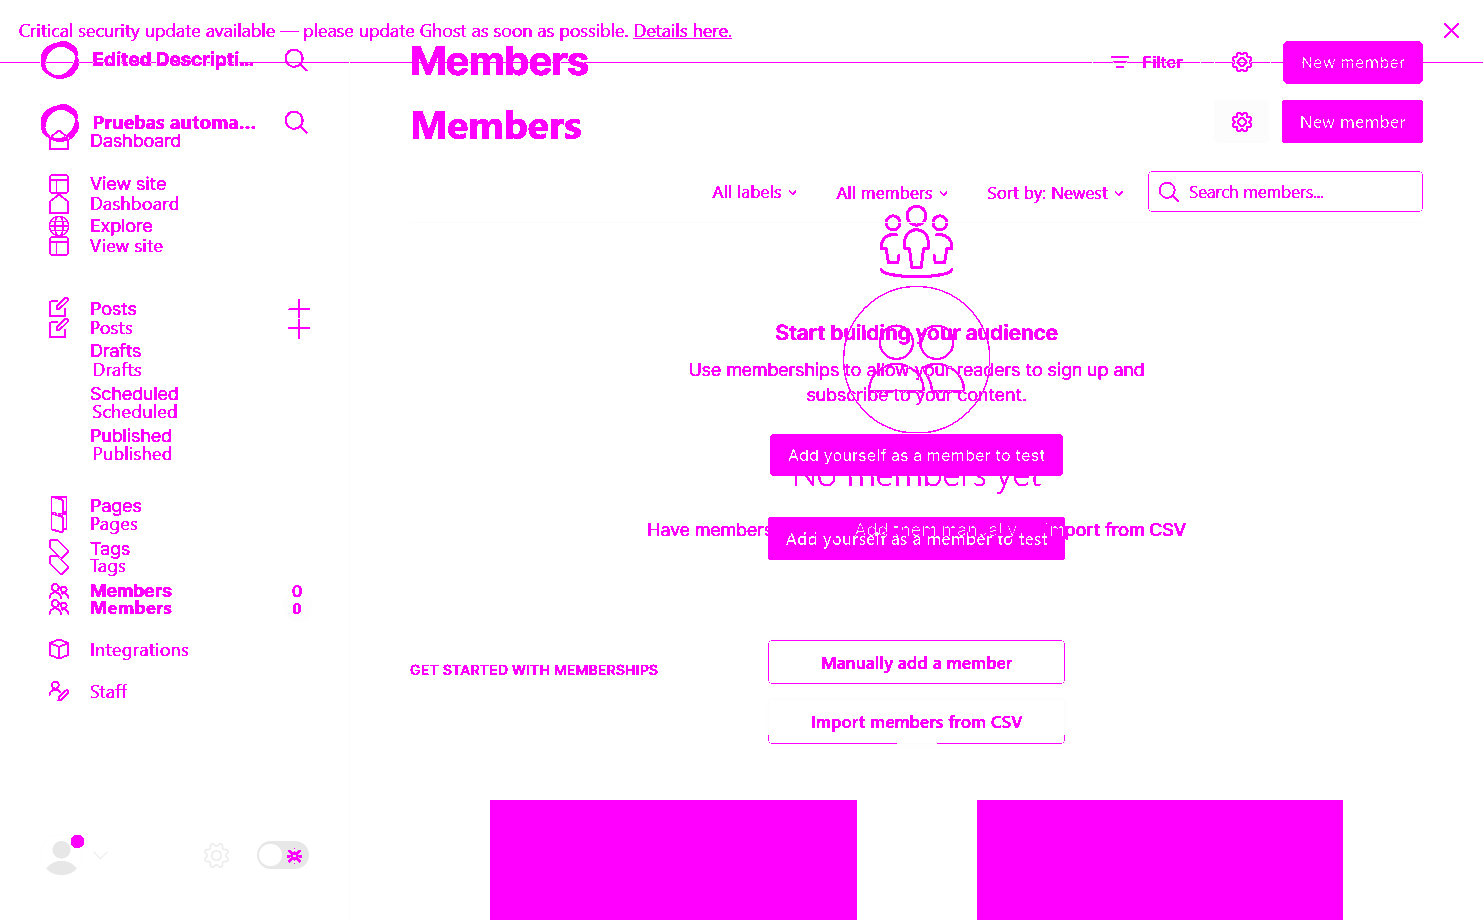 Critical security update available — please update Ghost as soon as possible. Details here.
Edited Descripti...
Members
Filter
New member
Pruebas automa...
Members
New member
Dashboard
View site
Dashboard
Explore
View site
All labels
All members
Sort by: Newest
Search members...
Posts
Posts
Drafts
Drafts
Scheduled
Scheduled
Published
Published
Start building your audience
Use memberships to allow your readers to sign up and
subscribe to your content.
Add yourself as a member to test
No members yet
Have members Add them manually import from CSV
Add yourself as a member to test
Pages
Pages
Tags
Tags
Members 0
Members 0
Integrations
Staff
GET STARTED WITH MEMBERSHIPS
Manually add a member
Import members from CSV